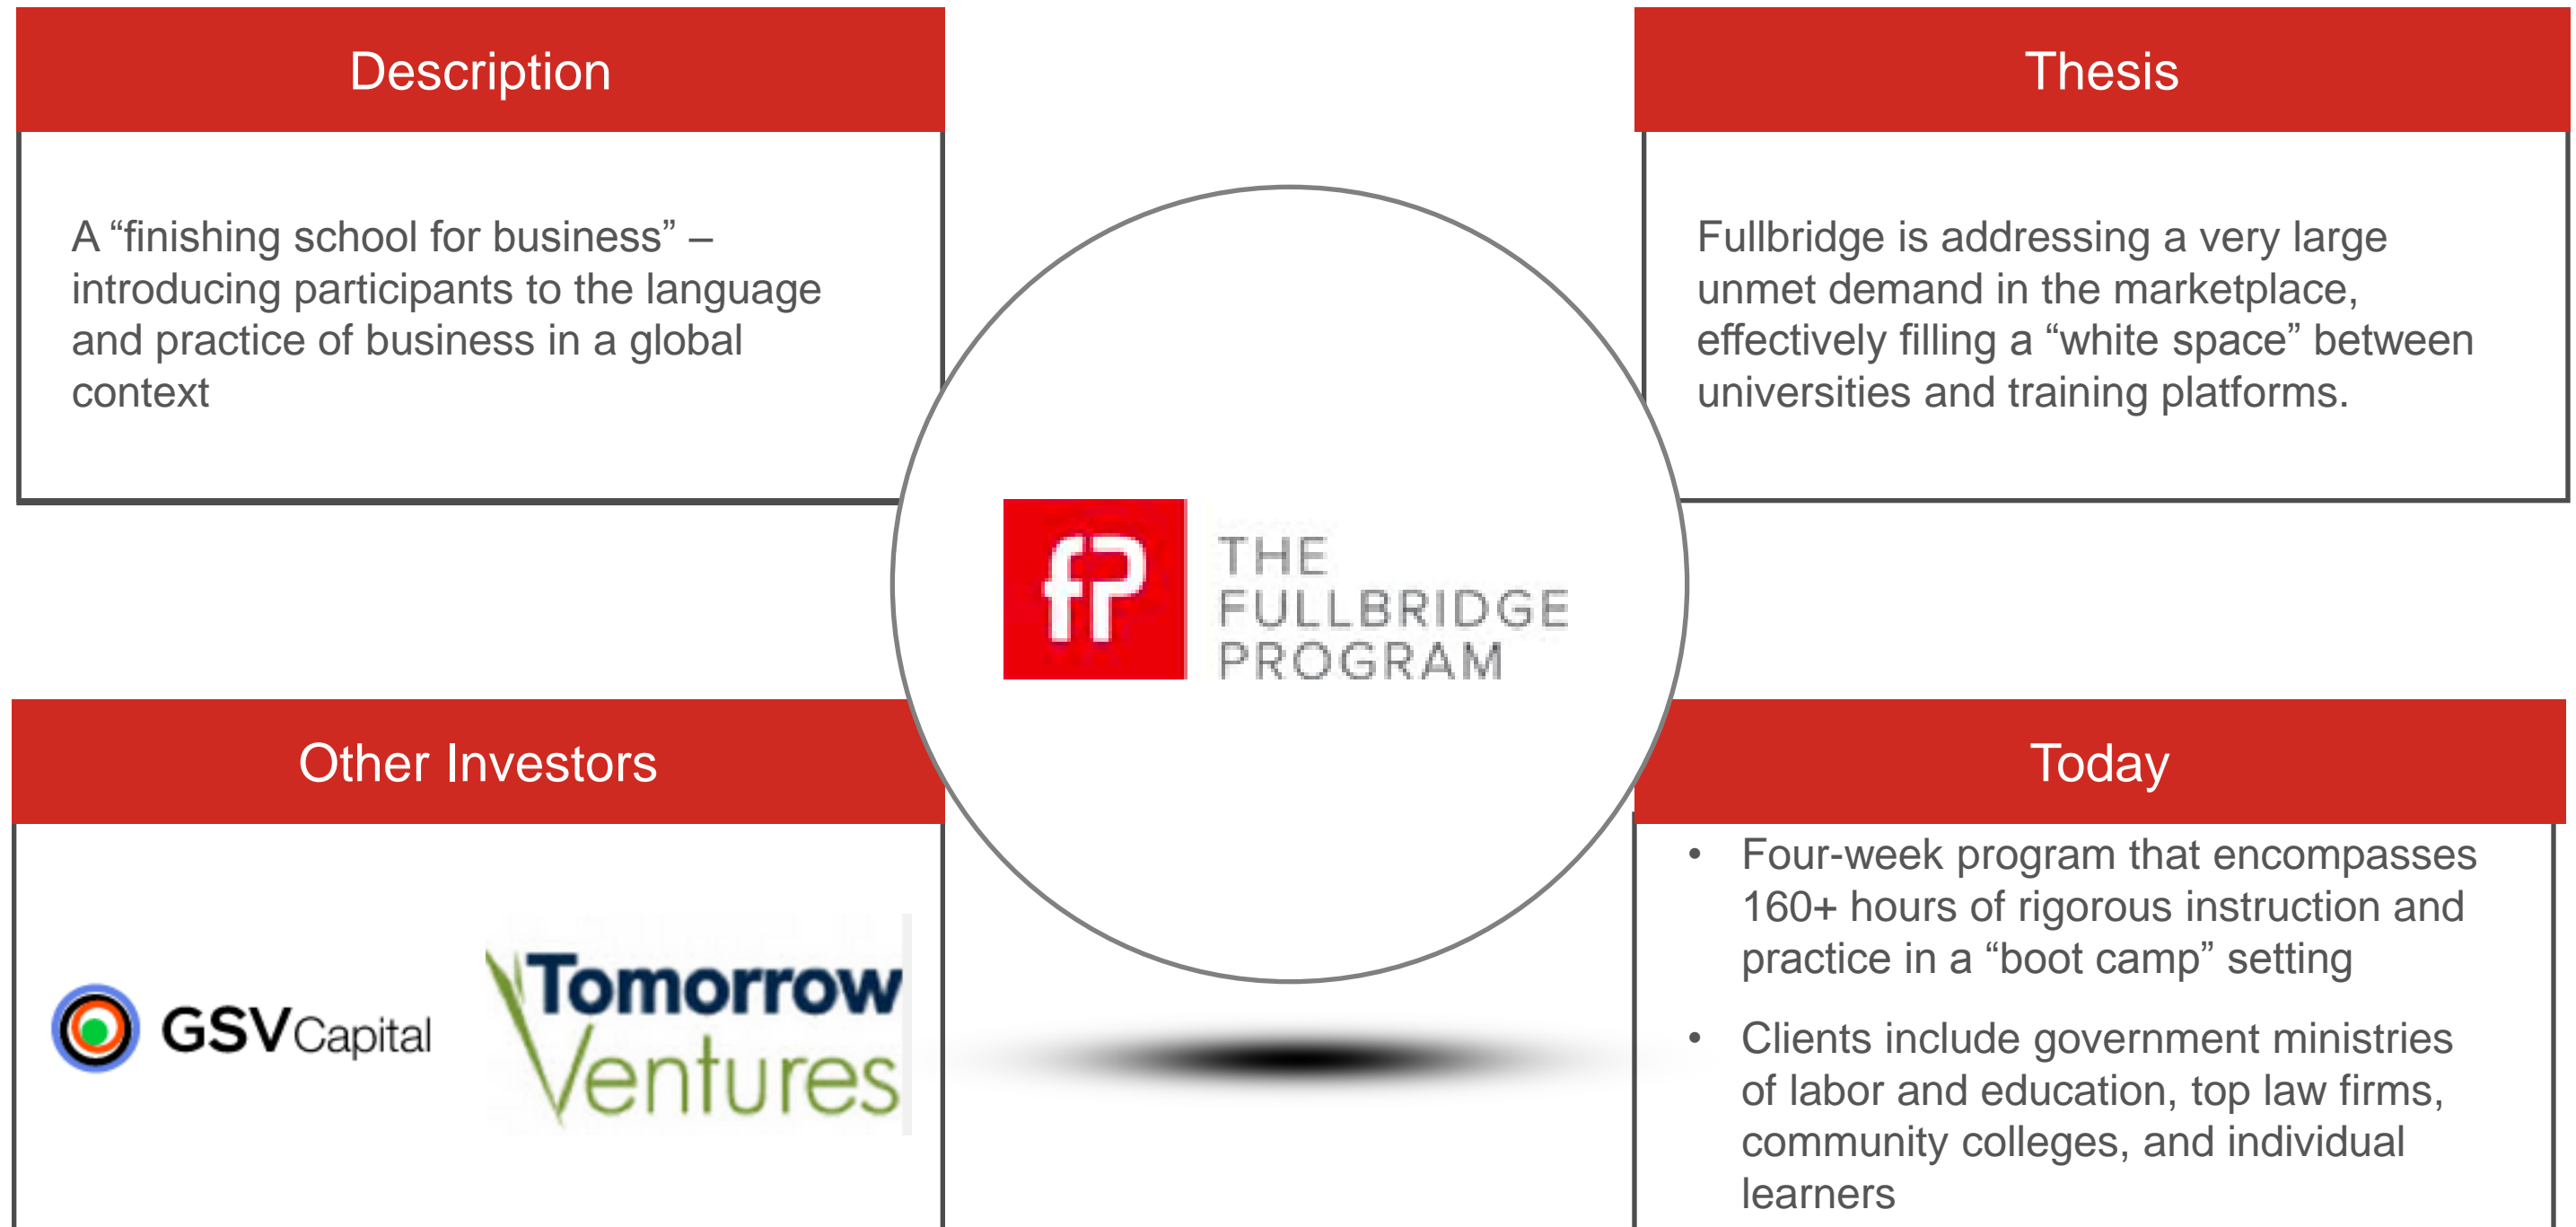 Description
A “finishing school for business” –
introducing participants to the language
and practice of business in a global
context
Thesis
Fullbridge is addressing a very large
unmet demand in the marketplace,
effectively filling a “white space” between
universities and training platforms.
fP
THE
FULLBRIDGE
PROGRAM
Other Investors
GSVCapital
Tomorrow
Ventures
Today
• Four-week program that encompasses
160+ hours of rigorous instruction and
practice in a “boot camp” setting
• Clients include government ministries
of labor and education, top law firms,
community colleges, and individual
learners